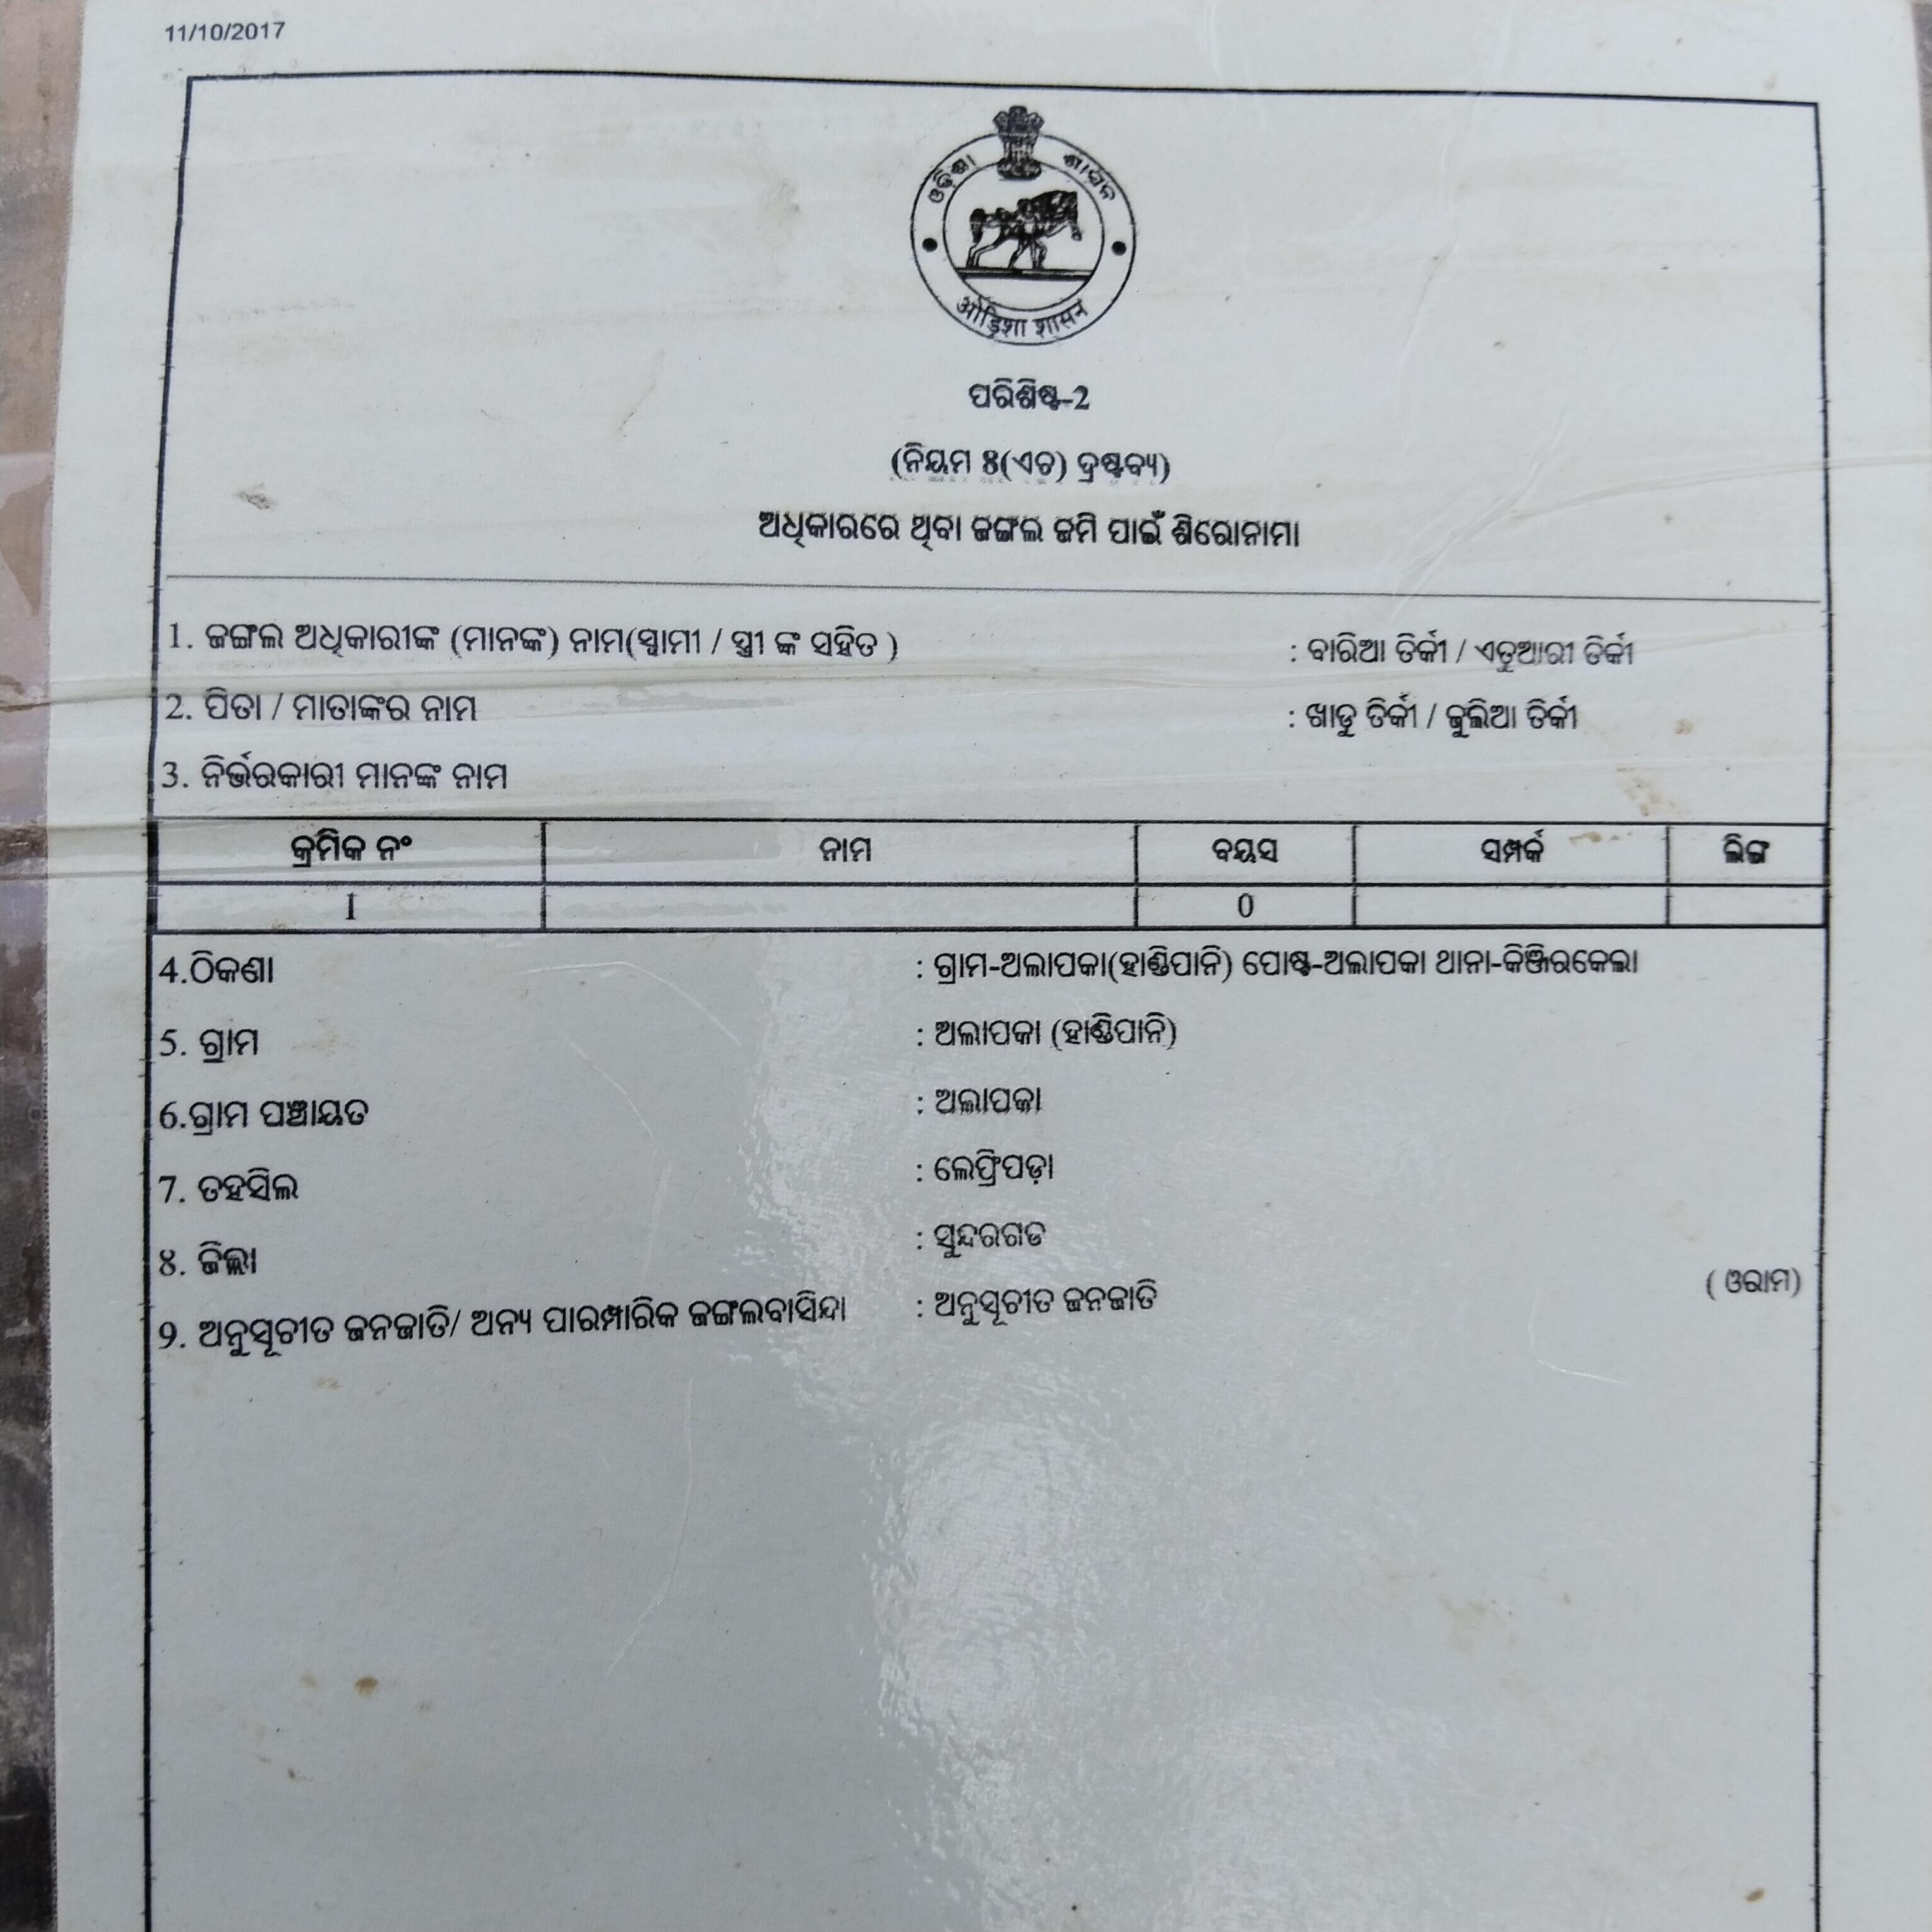 11/10/2017
ଓଡ଼ିଶା ଶାସନ
ओड़िशा शासन
ପରିଶିଷ୍ଟ-2
(ନିୟମ ୫(ଏଚ) ଦ୍ରଷ୍ଟବ୍ୟ)
ଅଧିକାରରେ ଥିବା ଜଙ୍ଗଲ ଜମି ପାଇଁ ଶିରୋନାମା
1. ଜଙ୍ଗଲ ଅଧିକାରୀଙ୍କ (ମାନଙ୍କ) ନାମ(ସ୍ଵାମୀ / ସ୍ତ୍ରୀ ଙ୍କ ସହିତ ) : ବାରିଆ ତିର୍କୀ / ଏତୁଆରୀ ତିର୍କୀ
2. ପିତା / ମାତାଙ୍କର ନାମ : ଖାଡୁ ତିର୍କୀ / ଜୁଲିଆ ତିର୍କୀ
3. ନିର୍ଭରକାରୀ ମାନଙ୍କ ନାମ
କ୍ରମିକ ନଂ ନାମ ବୟସ ସମ୍ପର୍କ ଲିଙ୍ଗ
1 0
4.ଠିକଣା : ଗ୍ରାମ-ଅଲାପକା(ହାଣ୍ଡିପାନି) ପୋଷ୍ଟ-ଅଲାପକା ଥାନା-କିଞ୍ଜିରକେଲା
5. ଗ୍ରାମ : ଅଲାପକା (ହାଣ୍ଡିପାନି)
6.ଗ୍ରାମ ପଞ୍ଚାୟତ : ଅଲାପକା
7. ତହସିଲ : ଲେଫ୍ରିପଡ଼ା
୫. ଜିଲ୍ଲା : ସୁନ୍ଦରଗଡ
୨. ଅନୁସୂଚୀତ ଜନଜାତି/ ଅନ୍ୟ ପାରମ୍ପାରିକ ଜଙ୍ଗଲବାସିନ୍ଦା : ଅନୁସୂଚୀତ ଜନଜାତି ( ଓରାମ)